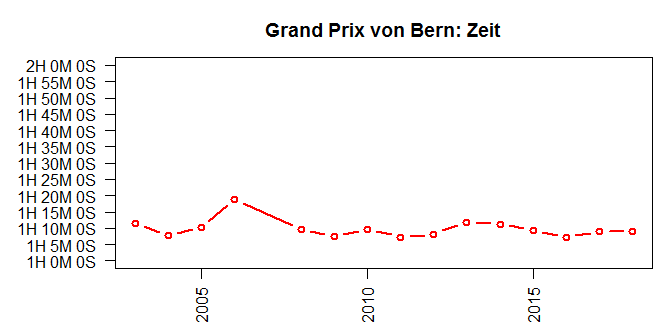 Grand Prix von Bern: Zeit
2H 0M 0S
1H 55M 0S
1H 50M 0S
1H 45M 0S
1H 40M 0S
1H 35M 0S
1H 30M 0S
1H 25M 0S
1H 20M 0S
1H 15M 0S
1H 10M 0S
1H 5M 0S
1H 0M 0S
2005
2010
2015